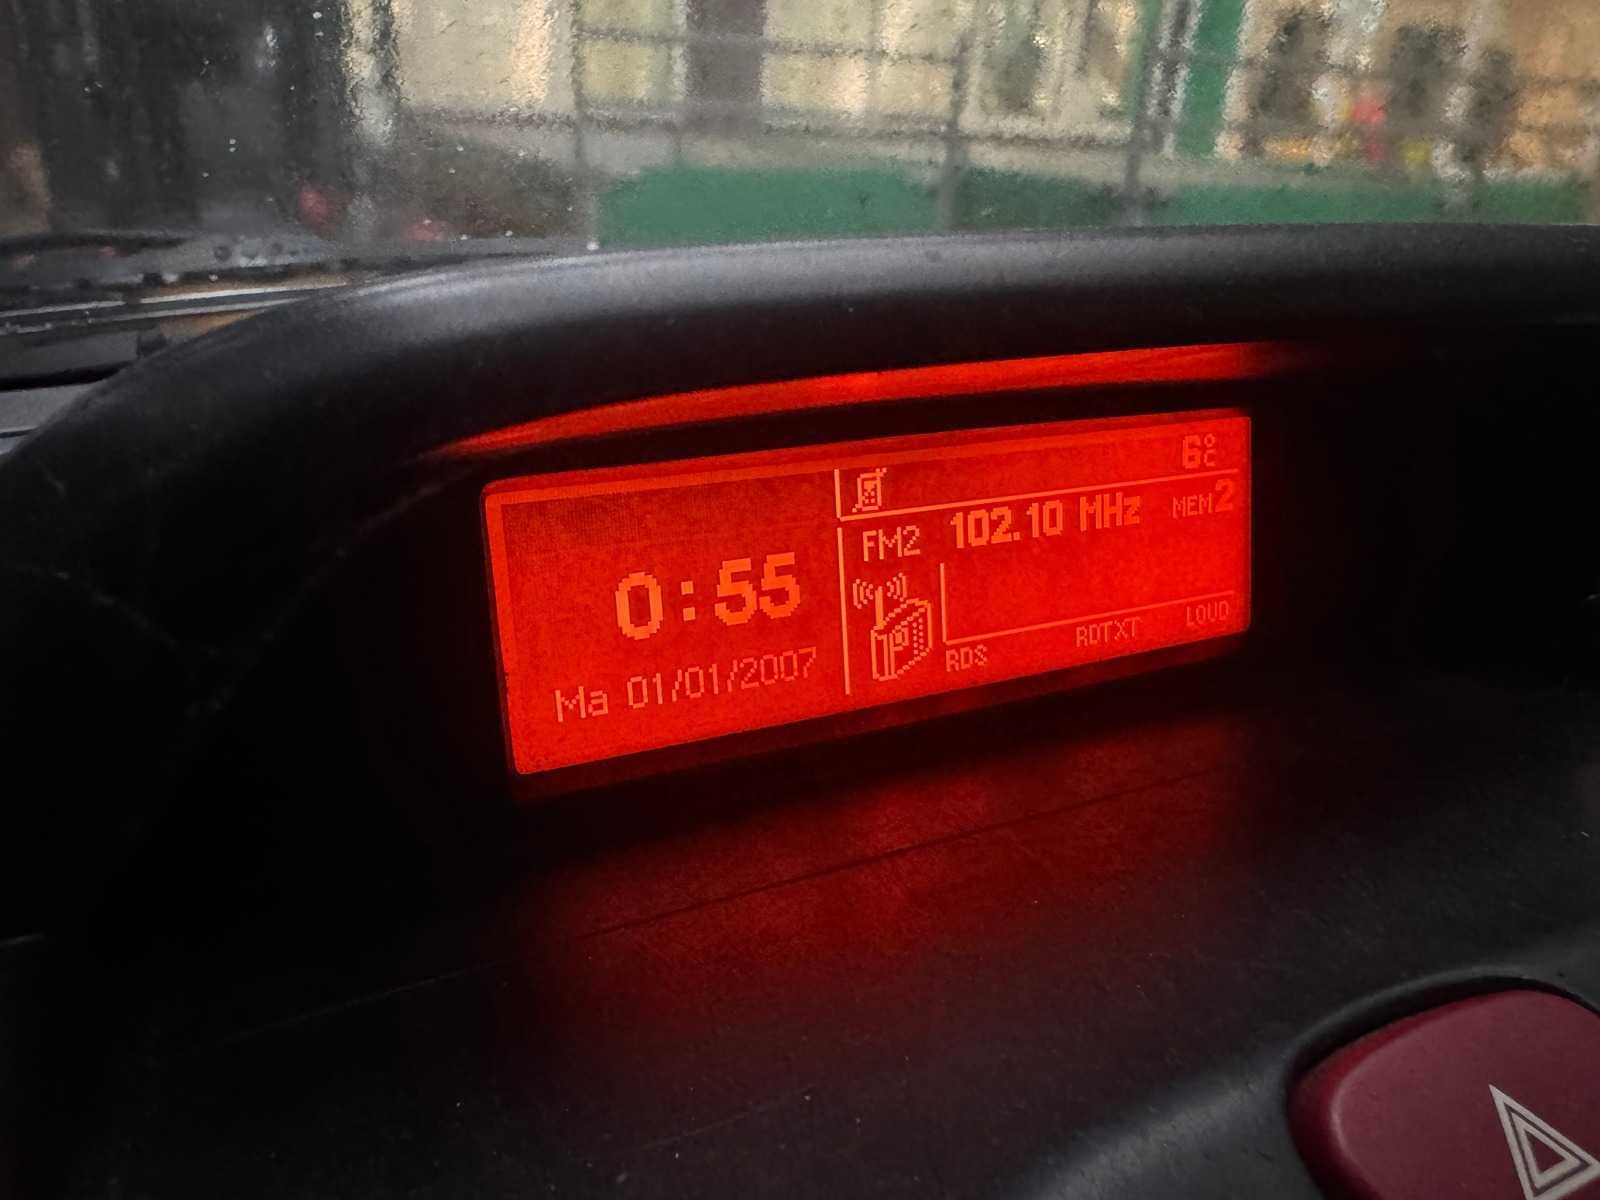 6°C
0:55
Ma 01/01/2007
FM2 102.10 MHz MEM2
RDS RDTXT LOUD